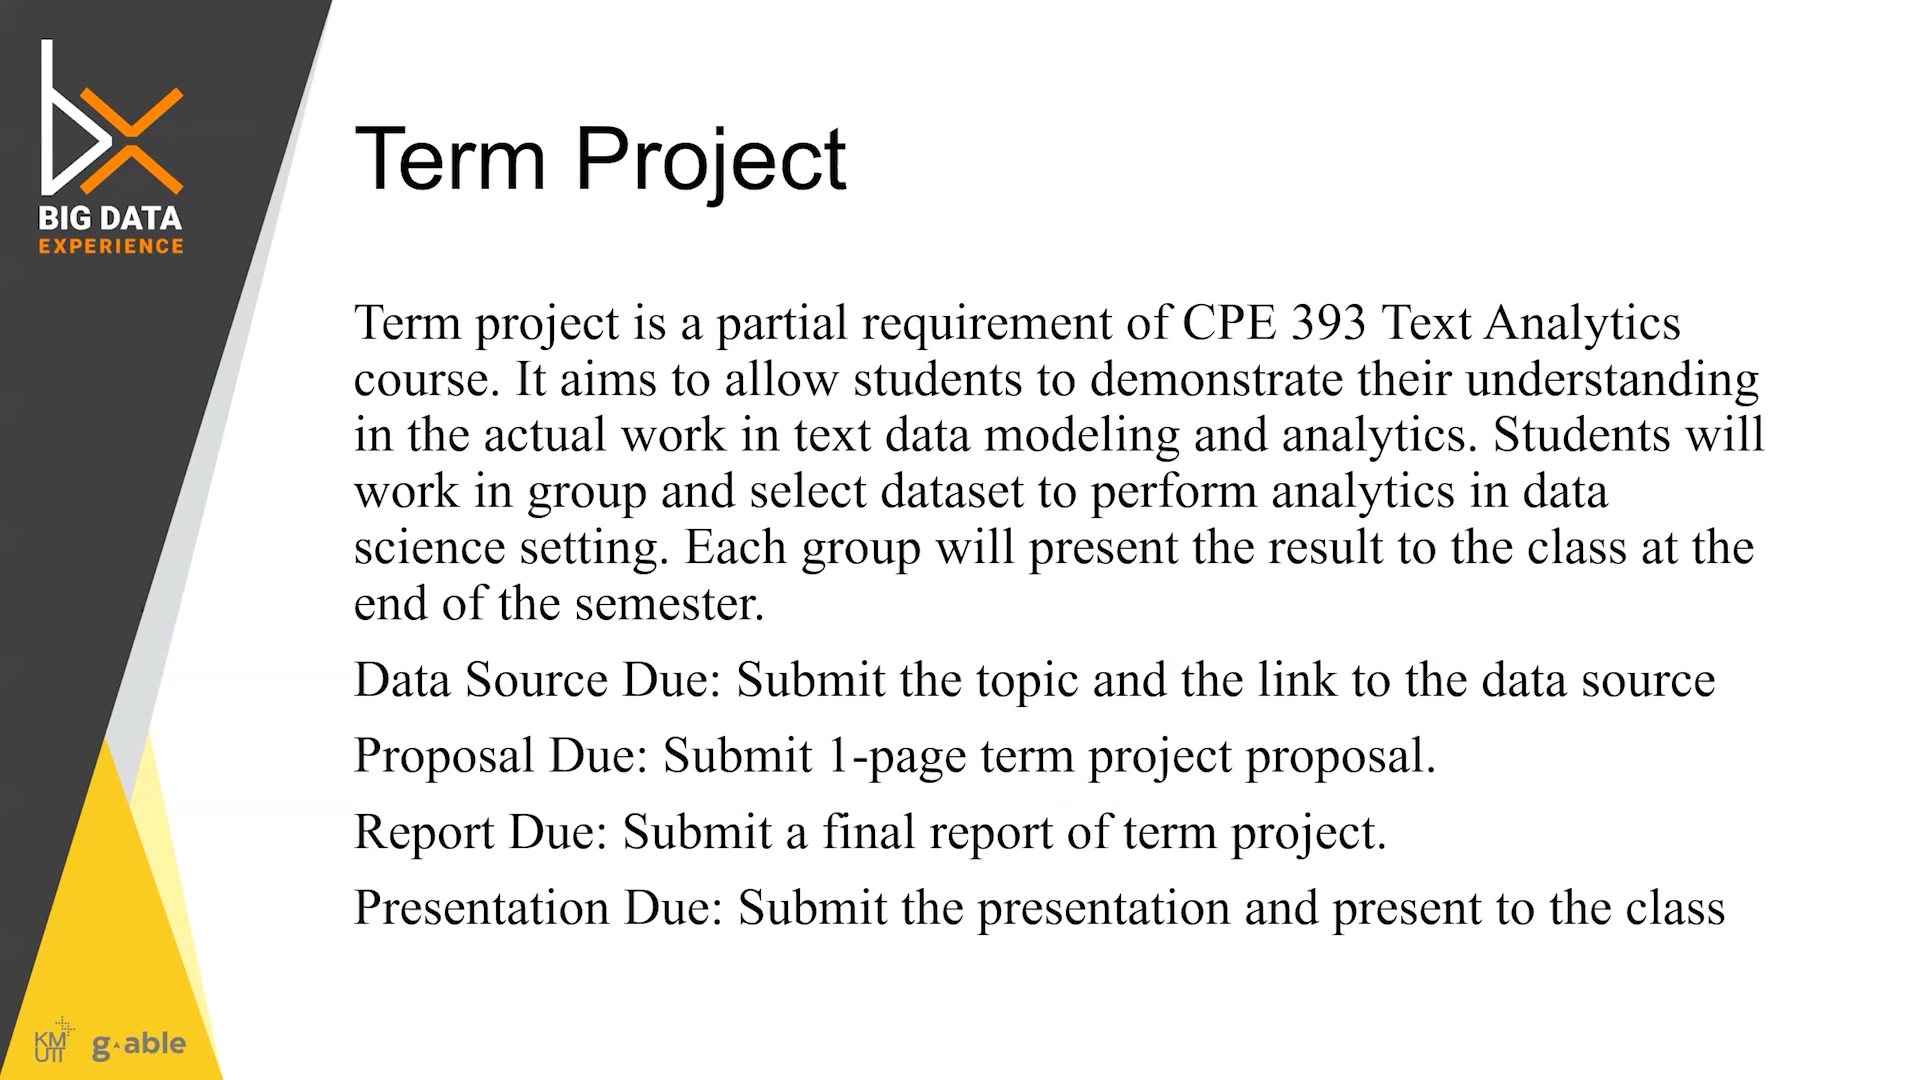 BIG DATA
EXPERIENCE
Term Project
Term project is a partial requirement of CPE 393 Text Analytics
course. It aims to allow students to demonstrate their understanding
in the actual work in text data modeling and analytics. Students will
work in group and select dataset to perform analytics in data
science setting. Each group will present the result to the class at the
end of the semester.
Data Source Due: Submit the topic and the link to the data source
Proposal Due: Submit 1-page term project proposal.
Report Due: Submit a final report of term project.
Presentation Due: Submit the presentation and present to the class
KM
UTT
g-able